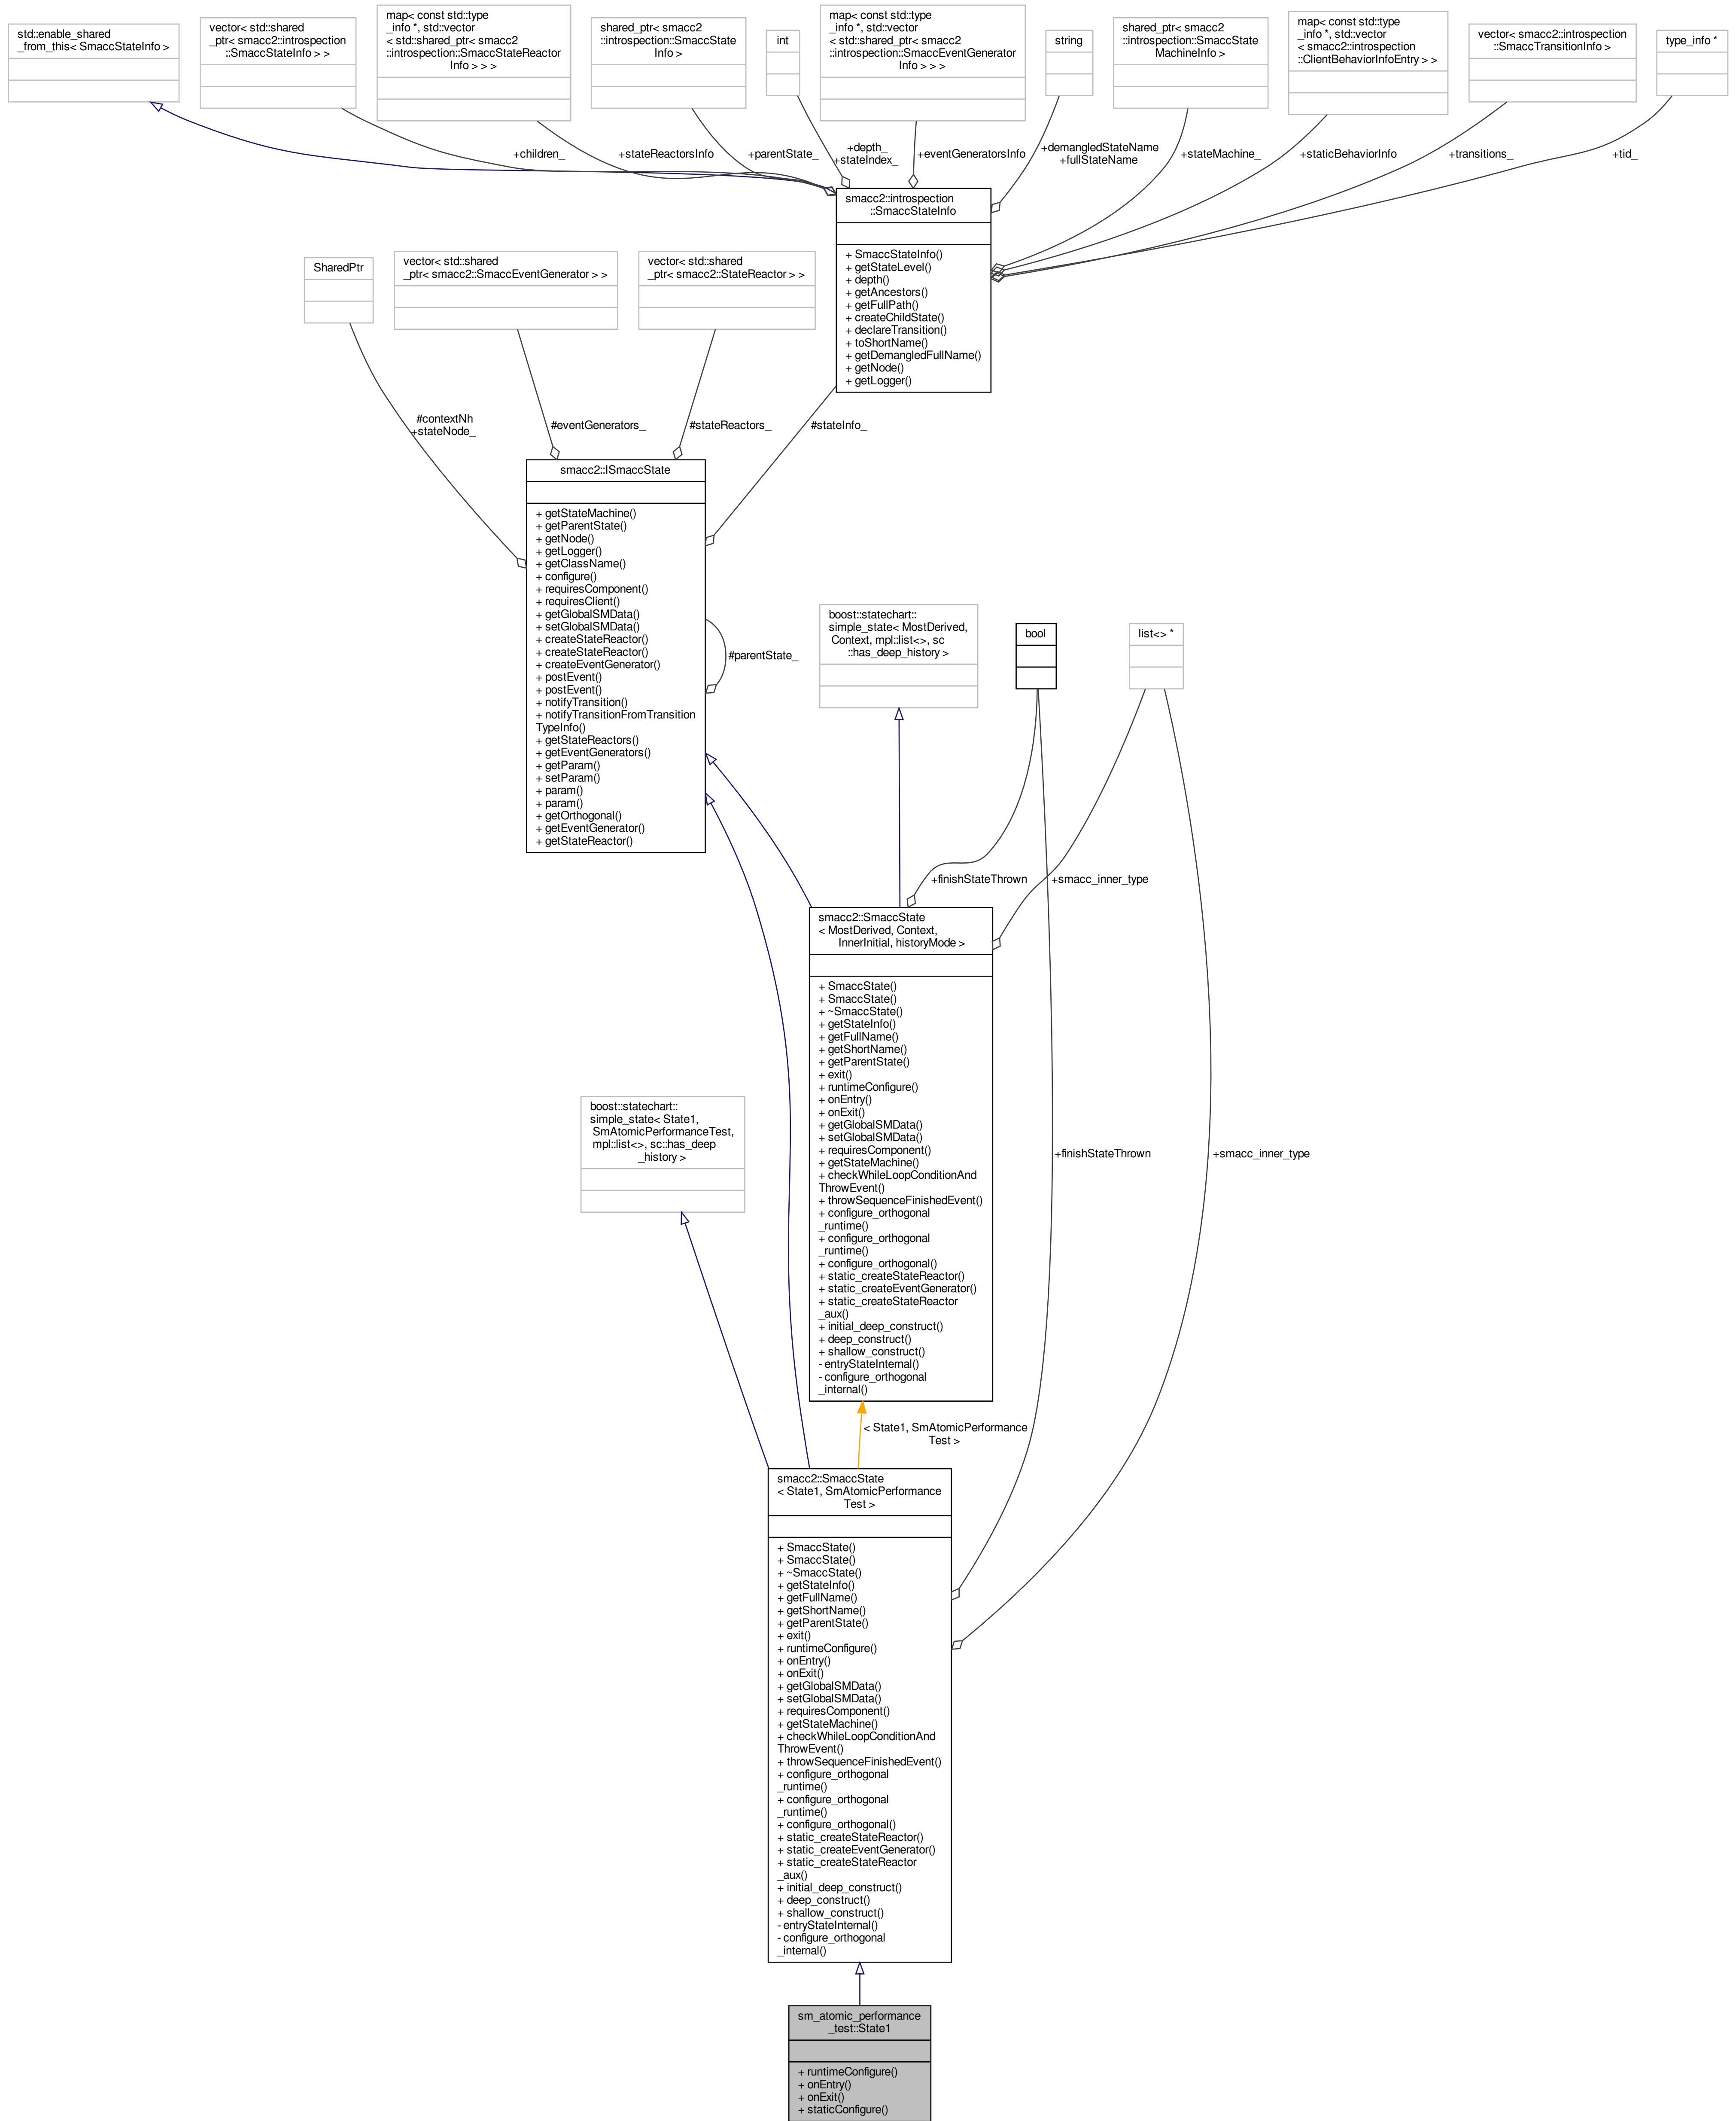 std::enable_shared
_from_this< SmaccStateInfo >
vector< std::shared
_ptr< smacc2::introspection
::SmaccStateInfo > >
map< const std::type
_info *, std::vector
< std::shared_ptr< smacc2
::introspection::SmaccStateReactor
Info > > >
shared_ptr< smacc2
::introspection::SmaccState
Info >
int
map< const std::type
_info *, std::vector
< std::shared_ptr< smacc2
::introspection::SmaccEventGenerator
Info > > >
string
shared_ptr< smacc2
::introspection::SmaccState
MachineInfo >
map< const std::type
_info *, std::vector
< smacc2::introspection
::ClientBehaviorInfoEntry > >
vector< smacc2::introspection
::SmaccTransitionInfo >
type_info *
+children_
+stateReactorsInfo
+parentState_
+depth_
+stateIndex_
+eventGeneratorsInfo
+demangledStateName
+fullStateName
+stateMachine_
+staticBehaviorInfo
+transitions_
+tid_
smacc2::introspection
::SmaccStateInfo
+ SmaccStateInfo()
+ getStateLevel()
+ depth()
+ getAncestors()
+ getFullPath()
+ createChildState()
+ declareTransition()
+ toShortName()
+ getDemangledFullName()
+ getNode()
+ getLogger()
SharedPtr
vector< std::shared
_ptr< smacc2::SmaccEventGenerator > >
vector< std::shared
_ptr< smacc2::StateReactor > >
#contextNh
+stateNode_
#eventGenerators_
#stateReactors_
#stateInfo_
smacc2::ISmaccState
+ getStateMachine()
+ getParentState()
+ getNode()
+ getLogger()
+ getClassName()
+ configure()
+ requiresComponent()
+ requiresClient()
+ getGlobalSMData()
+ setGlobalSMData()
+ createStateReactor()
+ createStateReactor()
+ createEventGenerator()
+ postEvent()
+ postEvent()
+ notifyTransition()
+ notifyTransitionFromTransition
TypeInfo()
+ getStateReactors()
+ getEventGenerators()
+ getParam()
+ setParam()
+ param()
+ param()
+ getOrthogonal()
+ getEventGenerator()
+ getStateReactor()
#parentState_
boost::statechart::
simple_state< MostDerived,
Context, mpl::list<>, sc
::has_deep_history >
bool
list<> *
+finishStateThrown
+smacc_inner_type
smacc2::SmaccState
< MostDerived, Context,
InnerInitial, historyMode >
+ SmaccState()
+ SmaccState()
+ ~SmaccState()
+ getStateInfo()
+ getFullName()
+ getShortName()
+ getParentState()
+ exit()
+ runtimeConfigure()
+ onEntry()
+ onExit()
+ getGlobalSMData()
+ setGlobalSMData()
+ requiresComponent()
+ getStateMachine()
+ checkWhileLoopConditionAnd
ThrowEvent()
+ throwSequenceFinishedEvent()
+ configure_orthogonal
_runtime()
+ configure_orthogonal
_runtime()
+ configure_orthogonal()
+ static_createStateReactor()
+ static_createEventGenerator()
+ static_createStateReactor
_aux()
+ initial_deep_construct()
+ deep_construct()
+ shallow_construct()
- entryStateInternal()
- configure_orthogonal
_internal()
boost::statechart::
simple_state< State1,
SmAtomicPerformanceTest,
mpl::list<>, sc::has_deep
_history >
+finishStateThrown
+smacc_inner_type
< State1, SmAtomicPerformance
Test >
smacc2::SmaccState
< State1, SmAtomicPerformance
Test >
+ SmaccState()
+ SmaccState()
+ ~SmaccState()
+ getStateInfo()
+ getFullName()
+ getShortName()
+ getParentState()
+ exit()
+ runtimeConfigure()
+ onEntry()
+ onExit()
+ getGlobalSMData()
+ setGlobalSMData()
+ requiresComponent()
+ getStateMachine()
+ checkWhileLoopConditionAnd
ThrowEvent()
+ throwSequenceFinishedEvent()
+ configure_orthogonal
_runtime()
+ configure_orthogonal
_runtime()
+ configure_orthogonal()
+ static_createStateReactor()
+ static_createEventGenerator()
+ static_createStateReactor
_aux()
+ initial_deep_construct()
+ deep_construct()
+ shallow_construct()
- entryStateInternal()
- configure_orthogonal
_internal()
sm_atomic_performance
_test::State1
+ runtimeConfigure()
+ onEntry()
+ onExit()
+ staticConfigure()